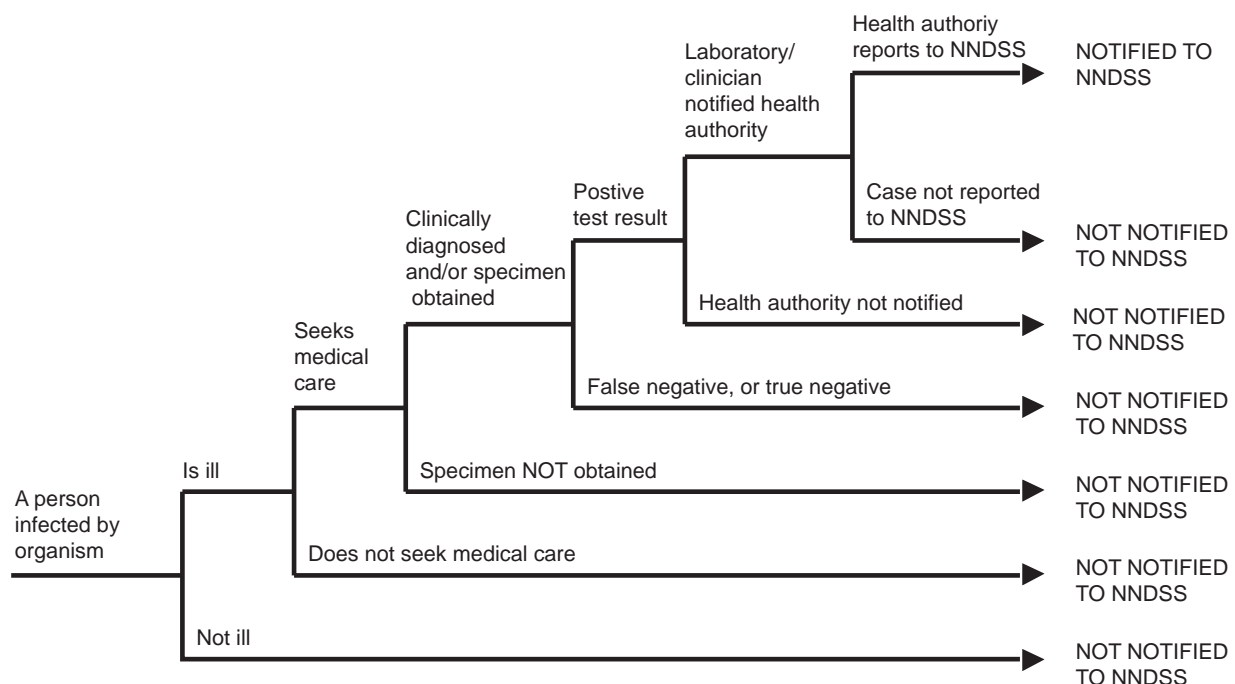 Health authoriy
reports to NNDSS
NOTIFIED TO
NNDSS
Laboratory/
clinician
notified health
authority
Case not reported
to NNDSS
NOT NOTIFIED
TO NNDSS
Postive
test result
Health authority not notified
NOT NOTIFIED
TO NNDSS
Clinically
diagnosed
and/or specimen
obtained
False negative, or true negative
NOT NOTIFIED
TO NNDSS
Seeks
medical
care
Specimen NOT obtained
NOT NOTIFIED
TO NNDSS
Is ill
Does not seek medical care
NOT NOTIFIED
TO NNDSS
A person
infected by
organism
Not ill
NOT NOTIFIED
TO NNDSS